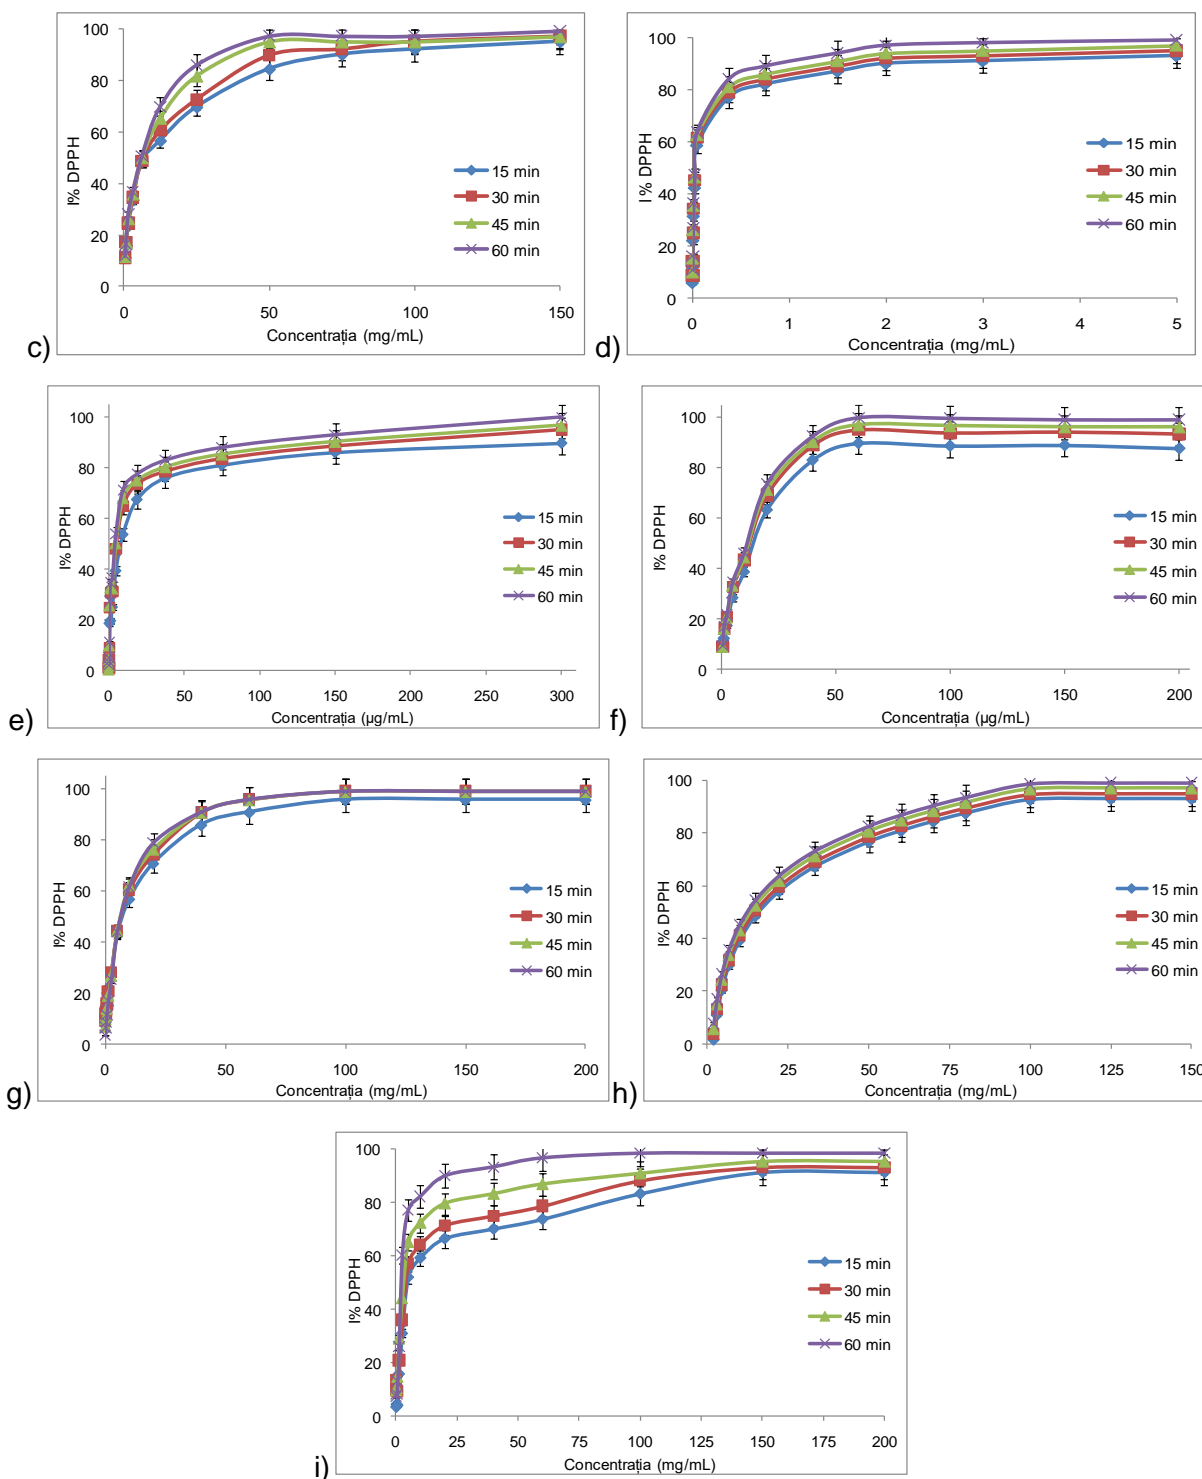 100
80
60
40
20
0
I% DPPH
15 min
30 min
45 min
60 min
0 50 100 150
Concentrația (mg/mL)
c)
100
80
60
40
20
0
I % DPPH
15 min
30 min
45 min
60 min
0 1 2 3 4 5
Concentrația (mg/mL)
d)
100
80
60
40
20
0
I% DPPH
15 min
30 min
45 min
60 min
0 50 100 150 200 250 300
Concentrația (µg/mL)
e)
100
80
60
40
20
0
I% DPPH
15 min
30 min
45 min
60 min
0 50 100 150 200
Concentrația (µg/mL)
f)
100
80
60
40
20
0
I% DPPH
15 min
30 min
45 min
60 min
0 50 100 150 200
Concentrația (mg/mL)
g)
100
80
60
40
20
0
I% DPPH
15 min
30 min
45 min
60 min
0 25 50 75 100 125 150
Concentrația (mg/mL)
h)
100
80
60
40
20
0
I% DPPH
15 min
30 min
45 min
60 min
0 25 50 75 100 125 150 175 200
Concentrația (mg/mL)
i)